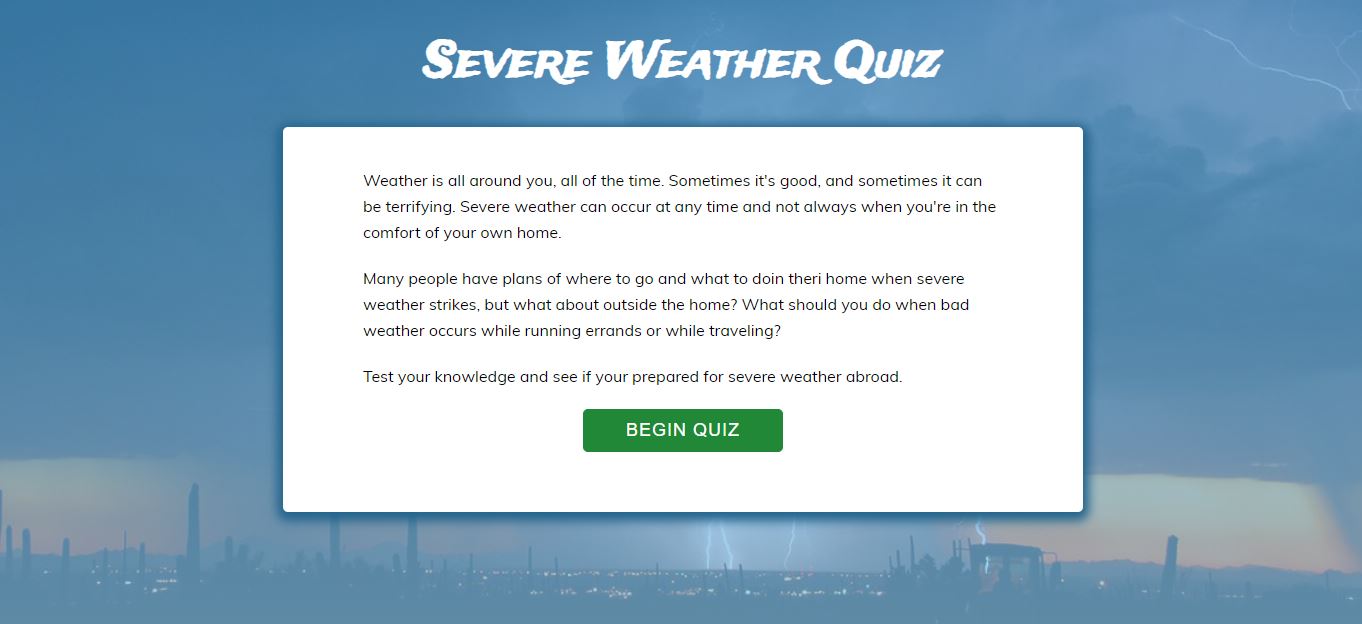 Severe Weather Quiz
Weather is all around you, all of the time. Sometimes it's good, and sometimes it can
be terrifying. Severe weather can occur at any time and not always when you're in the
comfort of your own home.
Many people have plans of where to go and what to doin theri home when severe
weather strikes, but what about outside the home? What should you do when bad
weather occurs while running errands or while traveling?
Test your knowledge and see if your prepared for severe weather abroad.
BEGIN QUIZ